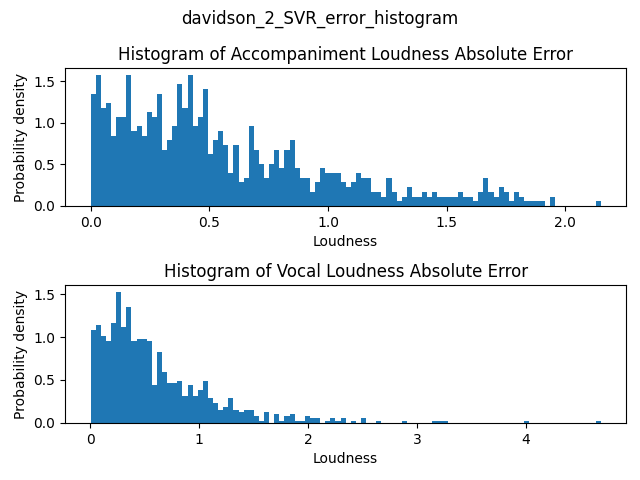 davidson_2_SVR_error_histogram
Histogram of Accompaniment Loudness Absolute Error
Probability density
1.5
1.0
0.5
0.0
0.0 0.5 1.0 1.5 2.0
Loudness
Histogram of Vocal Loudness Absolute Error
Probability density
1.5
1.0
0.5
0.0
0 1 2 3 4
Loudness